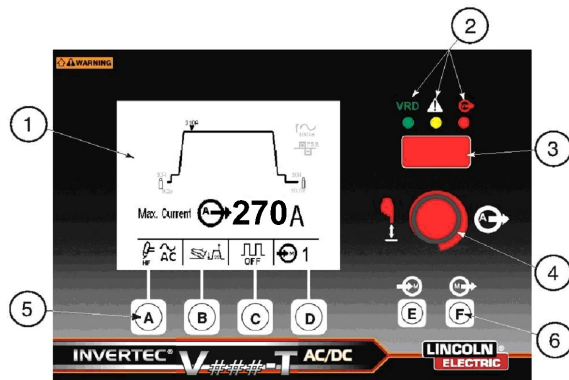 2
WARNING
VRD
1
3
Max. Current A 270 A
HF AC OFF M 1
A
4
5 A B C D
M M
E F
6
INVERTEC® V###-T AC/DC
LINCOLN ®
ELECTRIC